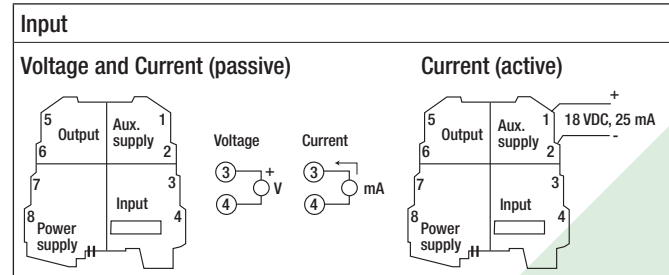 Input
Voltage and Current (passive)
Current (active)
5
Output
6
Aux.
supply
1
2
7
8
Power
supply
Input
3
4
Voltage
3
+
V
4
Current
3
mA
4
5
Output
6
Aux.
supply
1
2
+
18 VDC, 25 mA
-
7
8
Power
supply
Input
3
4